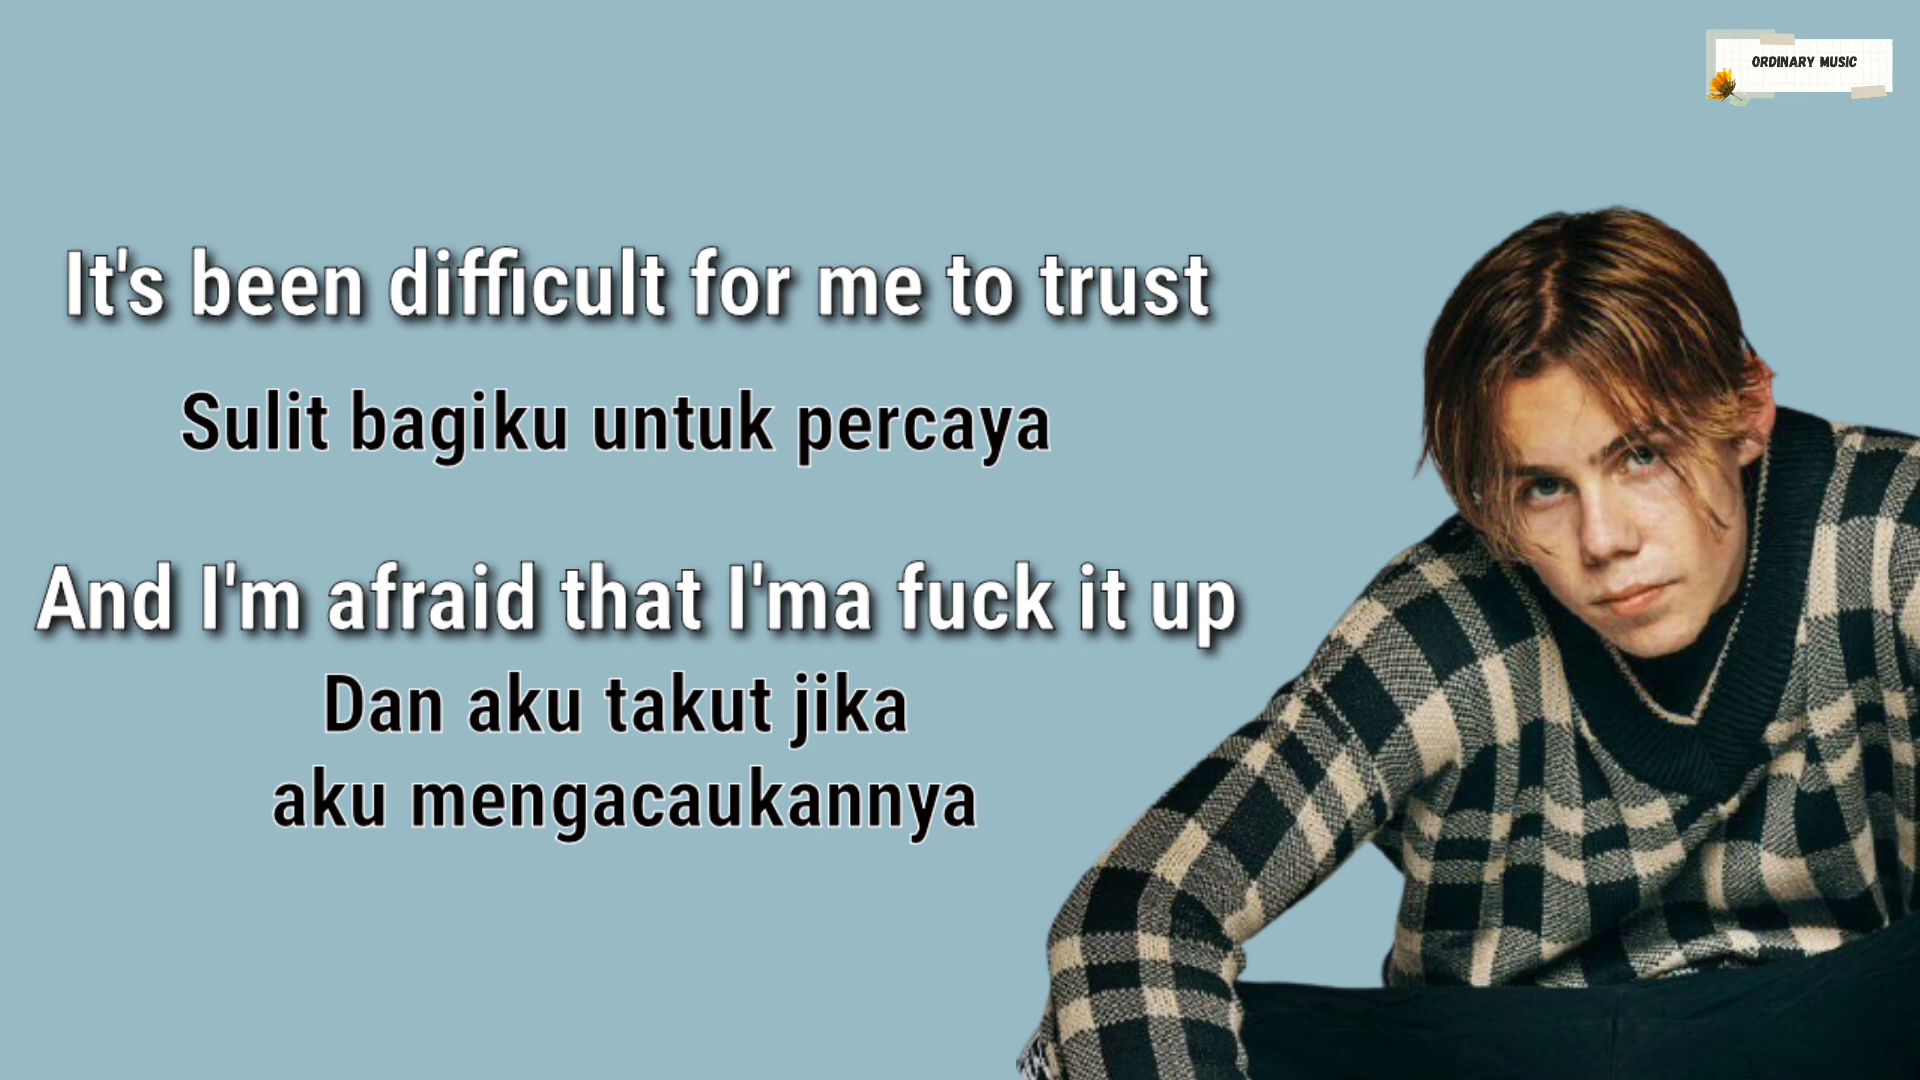 ORDINARY MUSIC
It's been difficult for me to trust
Sulit bagiku untuk percaya
And I'm afraid that I'ma fuck it up
Dan aku takut jika
aku mengacaukannya